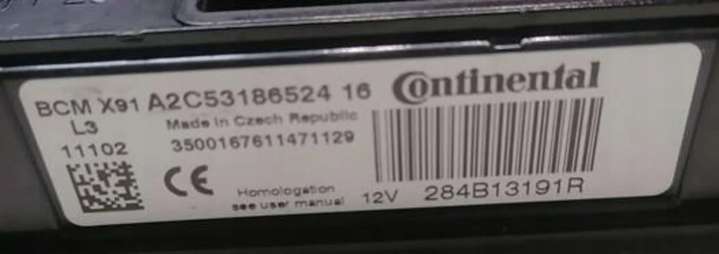 BCM X91 A2C53186524 16
Continental
L3
Made in Czech Republic
11102
3500167611471129
CE
Homologation
see user manual
12V
284B13191R